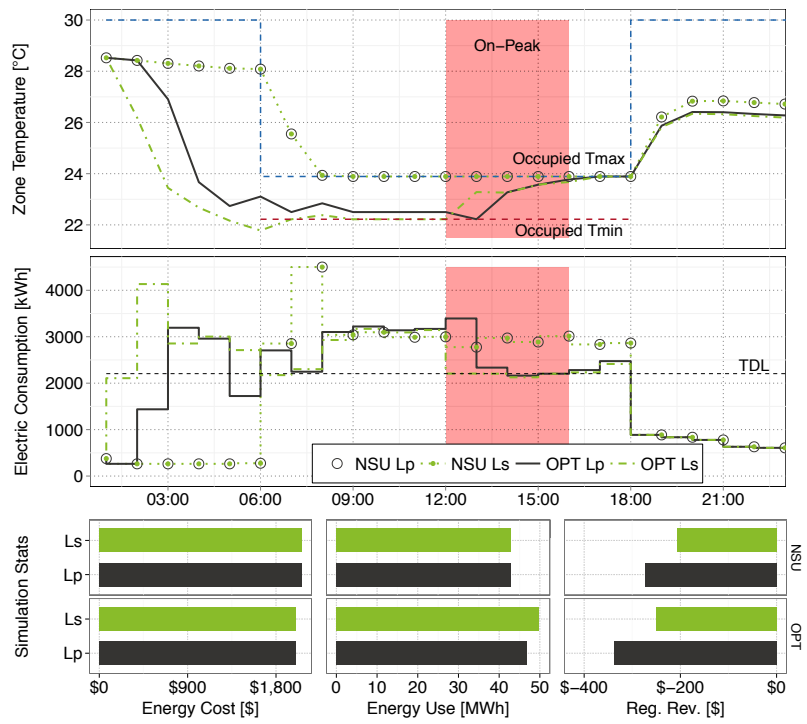 Zone Temperature [°C]
30
28
26
24
22
On−Peak
Occupied Tmax
Occupied Tmin
Electric Consumption [kWh]
4000
3000
2000
1000
0
TDL
NSU Lp NSU Ls OPT Lp OPT Ls
03:00 06:00 09:00 12:00 15:00 18:00 21:00
Simulation Stats
Ls
Lp
NSU
Ls
Lp
OPT
$0 $900 $1,800
0 10 20 30 40 50
$−400 $−200 $0
Energy Cost [$]
Energy Use [MWh]
Reg. Rev. [$]